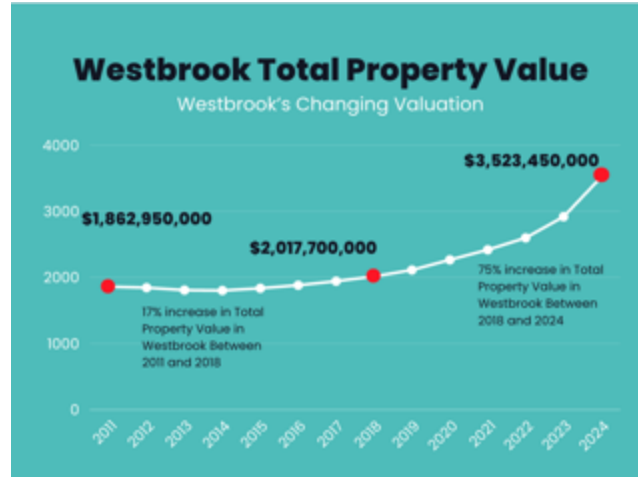 Westbrook Total Property Value
Westbrook's Changing Valuation
4000
$3,523,450,000
3000
$1,862,950,000
$2,017,700,000
2000
17% increase in Total
Property Value in
Westbrook Between
2011 and 2018
75% increase in Total
Property Value in
Westbrook Between
2018 and 2024
1000
0
2011
2012
2013
2014
2015
2016
2017
2018
2019
2020
2021
2022
2023
2024